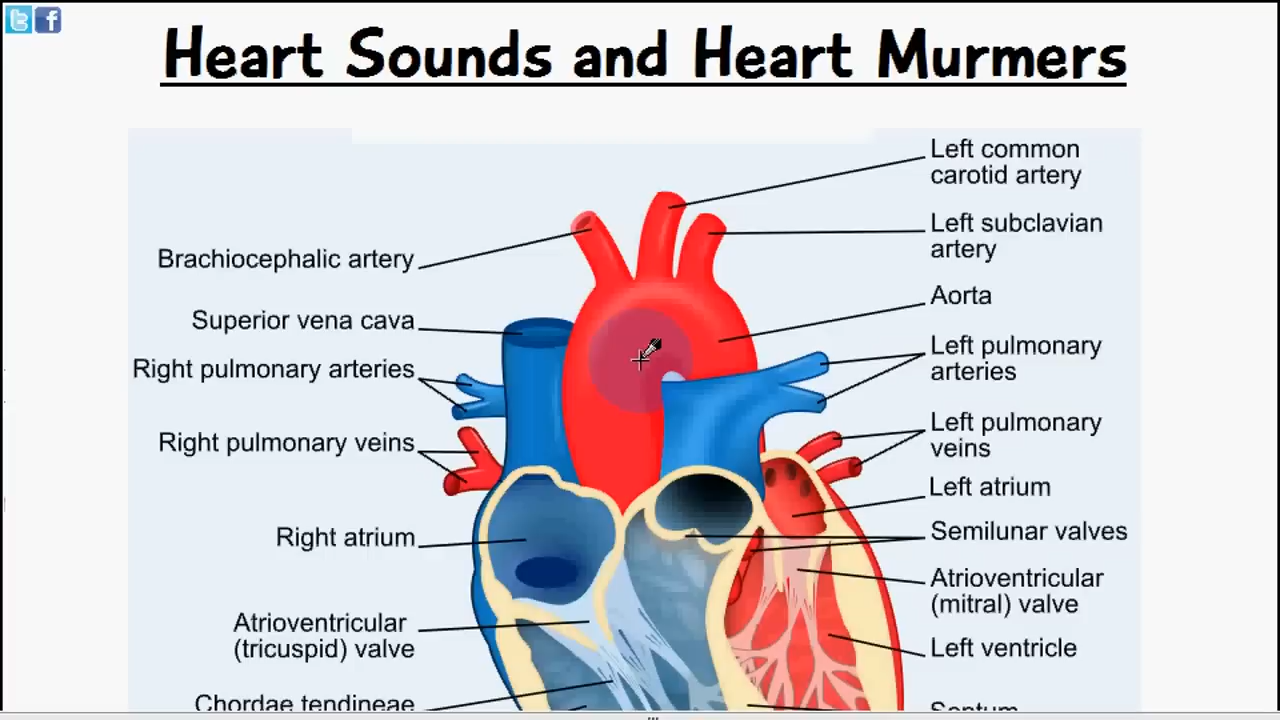 Heart Sounds and Heart Murmers
Left common
carotid artery
Left subclavian
artery
Brachiocephalic artery
Aorta
Superior vena cava
Left pulmonary
arteries
Right pulmonary arteries
Left pulmonary
veins
Right pulmonary veins
Left atrium
Semilunar valves
Right atrium
Atrioventricular
(mitral) valve
Atrioventricular
(tricuspid) valve
Left ventricle
Chordae tendineae
Septum